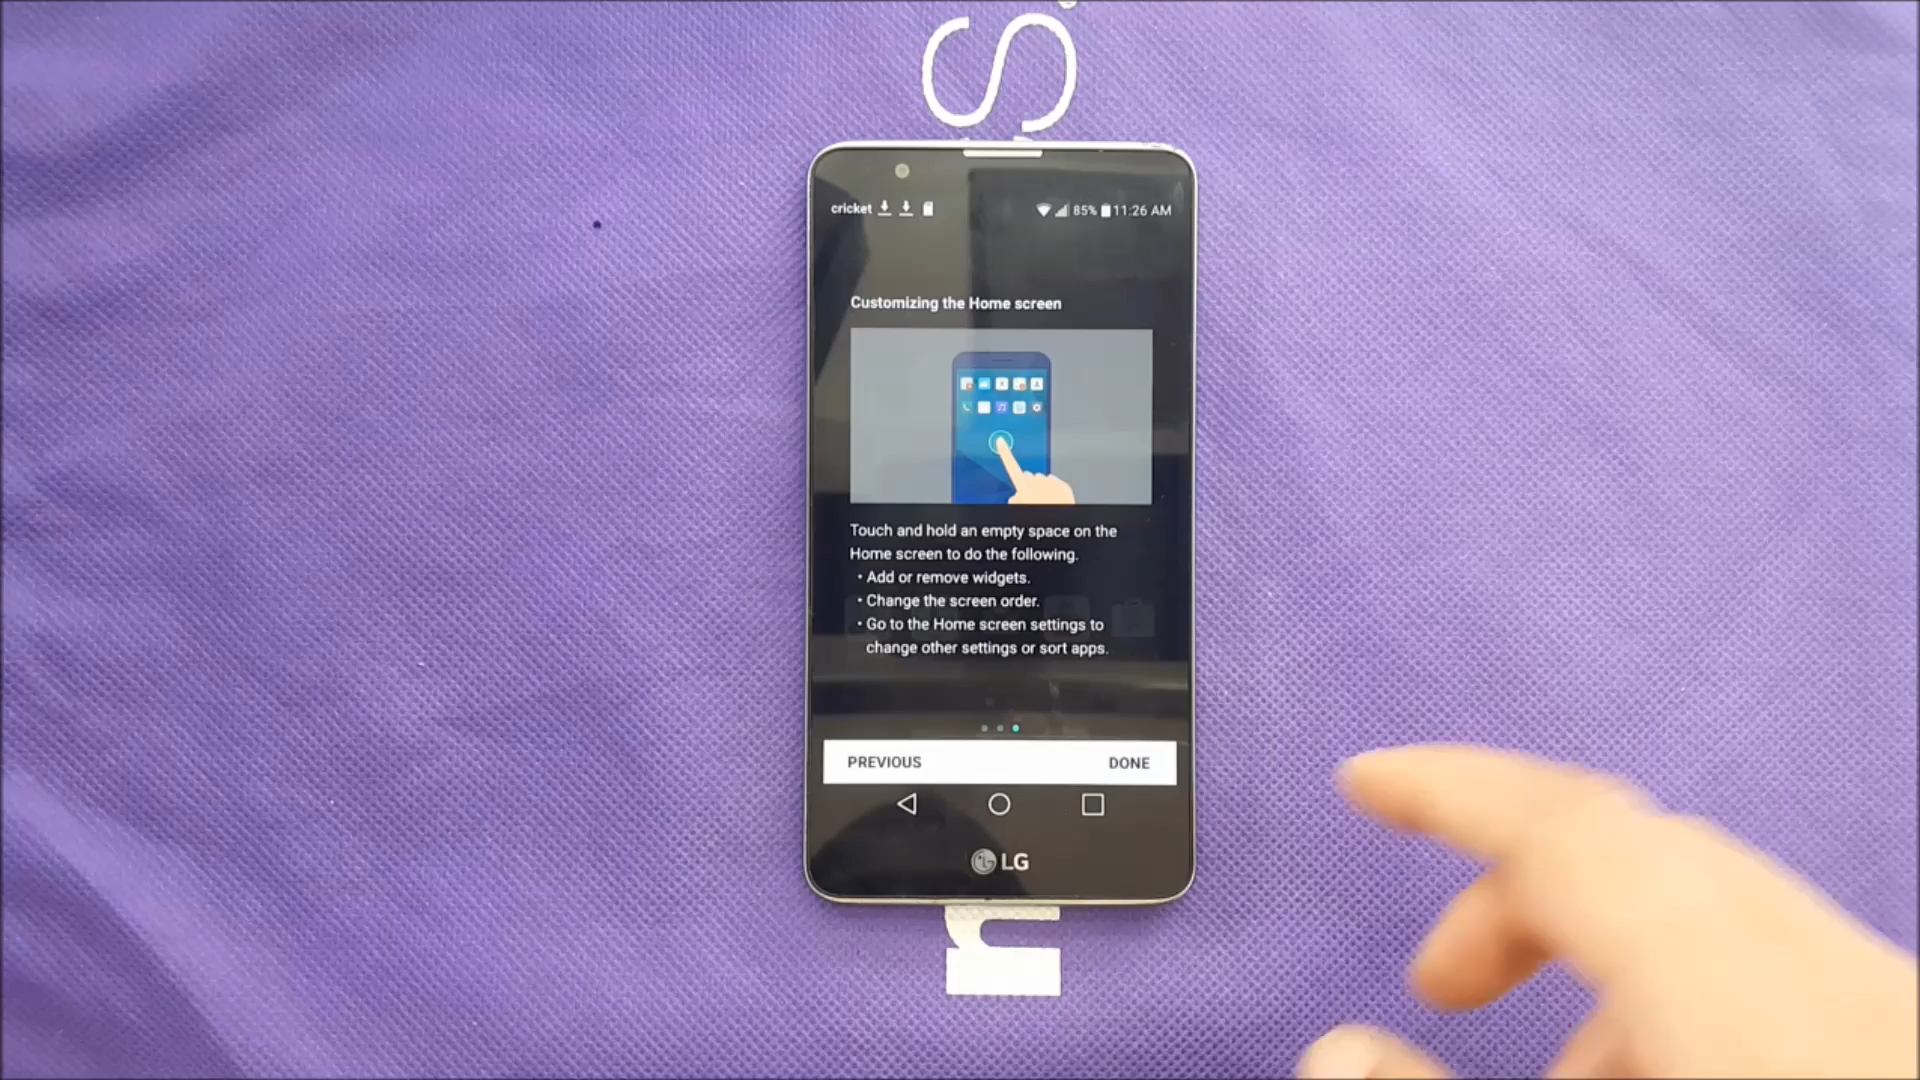 cricket 85% 11:26 AM
Customizing the Home screen
Touch and hold an empty space on the
Home screen to do the following.
• Add or remove widgets.
• Change the screen order.
• Go to the Home screen settings to
change other settings or sort apps.
PREVIOUS DONE
LG